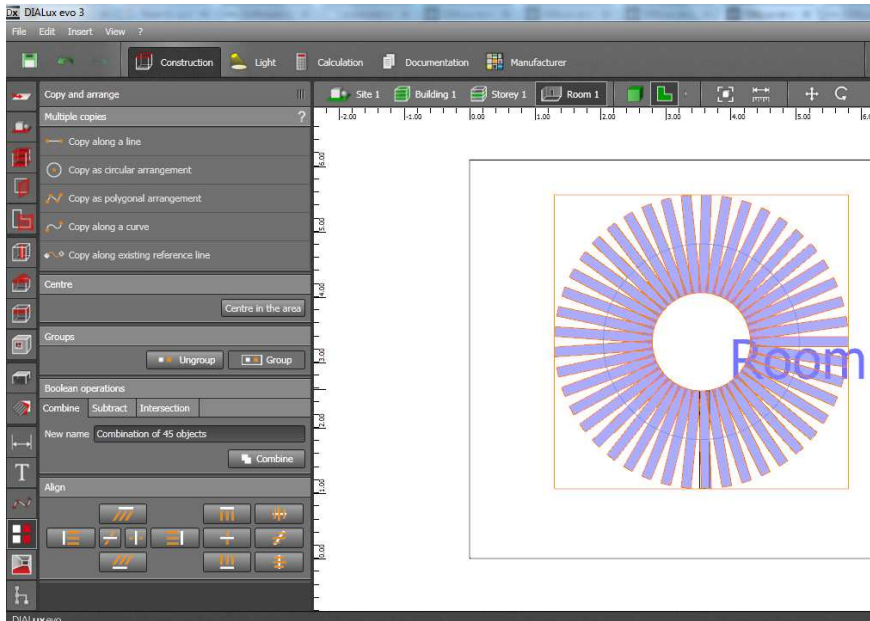 Dx DIALux evo 3
File Edit Insert View ?
Construction Light Calculation Documentation Manufacturer
Copy and arrange
Site 1 Building 1 Storey 1 Room 1
Multiple copies ?
-2.00 -1.00 0.00 1.00 2.00 3.00 4.00 5.00 6.0
Copy along a line
Copy as circular arrangement
Copy as polygonal arrangement
Copy along a curve
Copy along existing reference line
Centre
Centre in the area
Groups
Ungroup Group
Boolean operations
Combine Subtract Intersection
New name Combination of 45 objects
Combine
Align
6.00
5.00
4.00
3.00
2.00
1.00
0.00
Room
T
DIALux evo